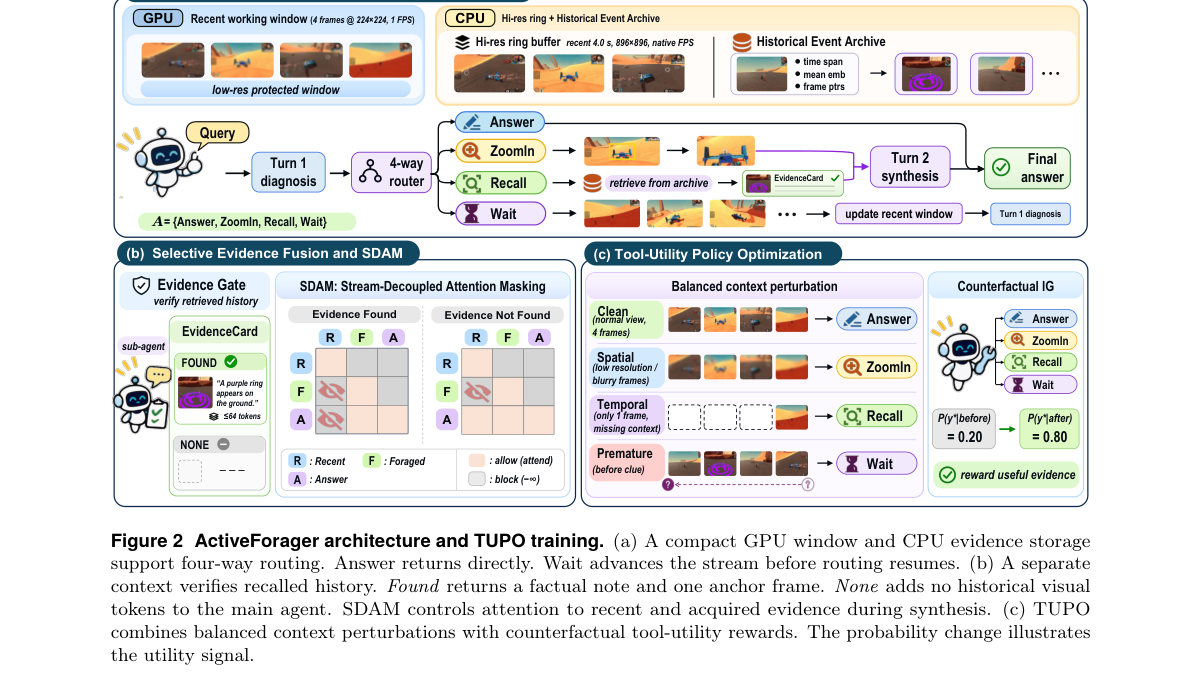 GPU Recent working window (4 frames @ 224×224, 1 FPS)
low-res protected window
CPU Hi-res ring + Historical Event Archive
Hi-res ring buffer recent 4.0 s, 896×896, native FPS
Historical Event Archive
• time span
• mean emb
• frame ptrs
Query
Turn 1
diagnosis
4-way
router
A = {Answer, ZoomIn, Recall, Wait}
Answer
ZoomIn
Recall
retrieve from archive
EvidenceCard
Wait
update recent window
Turn 1 diagnosis
Turn 2
synthesis
Final
answer
(b) Selective Evidence Fusion and SDAM
Evidence Gate
verify retrieved history
sub-agent
EvidenceCard
FOUND
"A purple ring
appears on
the ground."
≤64 tokens
NONE
SDAM: Stream-Decoupled Attention Masking
Evidence Found
R F A
R
F
A
Evidence Not Found
R F A
R
F
A
R : Recent F : Foraged
A : Answer
: allow (attend)
: block (−∞)
(c) Tool-Utility Policy Optimization
Balanced context perturbation
Clean
(normal view,
4 frames)
Answer
Spatial
(low resolution /
blurry frames)
ZoomIn
Temporal
(only 1 frame,
missing context)
Recall
Premature
(before clue)
Wait
? ?
Counterfactual IG
Answer
ZoomIn
Recall
Wait
P(y*|before)
= 0.20
P(y*|after)
= 0.80
reward useful evidence
Figure 2 ActiveForager architecture and TUPO training. (a) A compact GPU window and CPU evidence storage
support four-way routing. Answer returns directly. Wait advances the stream before routing resumes. (b) A separate
context verifies recalled history. Found returns a factual note and one anchor frame. None adds no historical visual
tokens to the main agent. SDAM controls attention to recent and acquired evidence during synthesis. (c) TUPO
combines balanced context perturbations with counterfactual tool-utility rewards. The probability change illustrates
the utility signal.